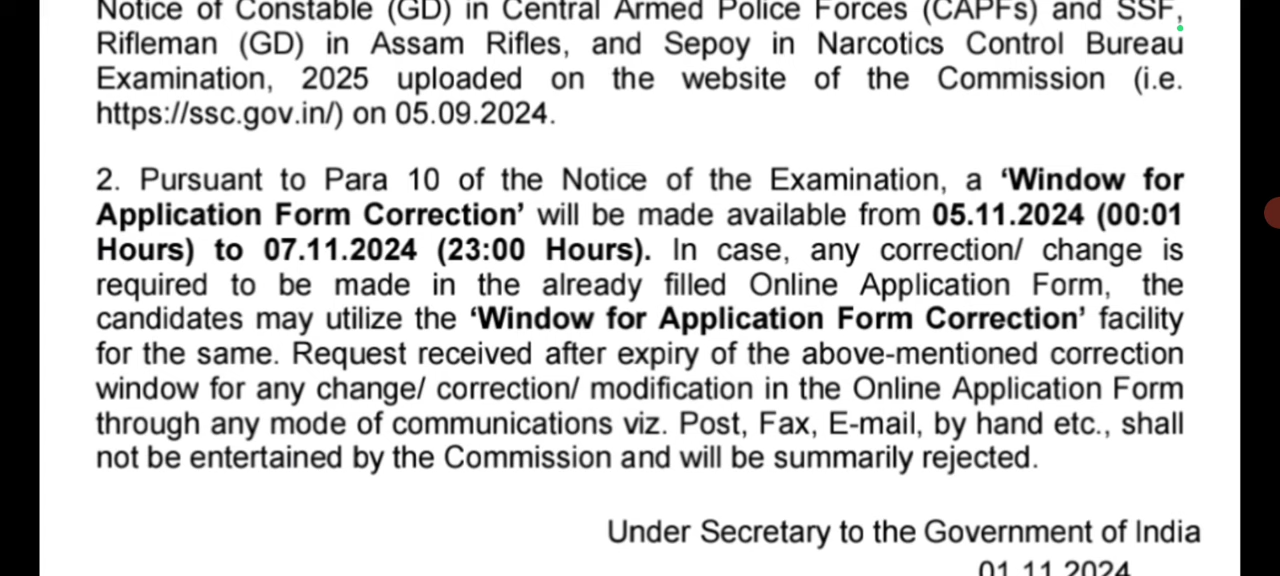 Notice of Constable (GD) in Central Armed Police Forces (CAPFs) and SSF,
Rifleman (GD) in Assam Rifles, and Sepoy in Narcotics Control Bureau
Examination, 2025 uploaded on the website of the Commission (i.e.
https://ssc.gov.in/) on 05.09.2024.
2. Pursuant to Para 10 of the Notice of the Examination, a ‘Window for
Application Form Correction’ will be made available from 05.11.2024 (00:01
Hours) to 07.11.2024 (23:00 Hours). In case, any correction/ change is
required to be made in the already filled Online Application Form, the
candidates may utilize the ‘Window for Application Form Correction’ facility
for the same. Request received after expiry of the above-mentioned correction
window for any change/ correction/ modification in the Online Application Form
through any mode of communications viz. Post, Fax, E-mail, by hand etc., shall
not be entertained by the Commission and will be summarily rejected.
Under Secretary to the Government of India
01.11.2024